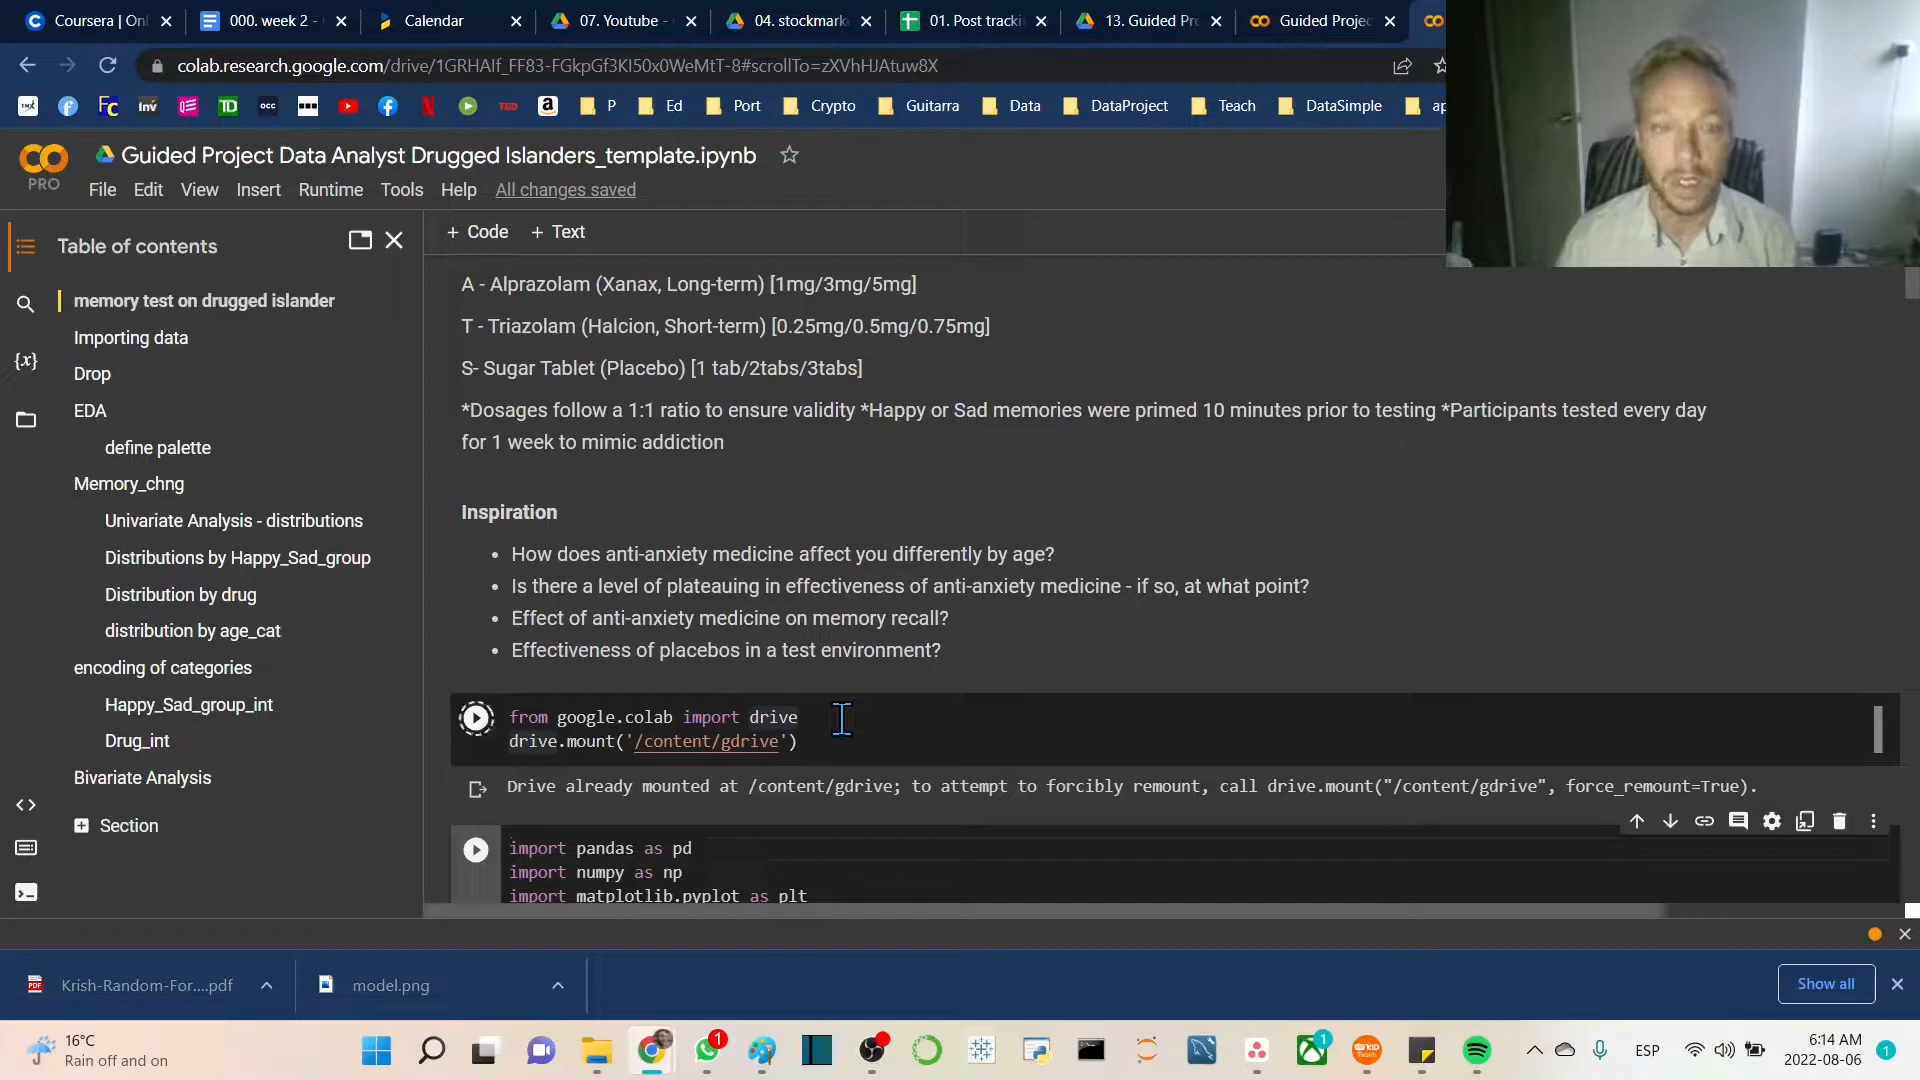 Coursera | Onl
000. week 2 -
Calendar
07. Youtube -
04. stockmark
01. Post tracki
13. Guided Pr
Guided Projec
colab.research.google.com/drive/1GRHAIf_FF83-FGkpGf3KI50x0WeMtT-8#scrollTo=zXVhHJAtuw8X
TMX
Inv
TD
OCC
TED
P
Ed
Port
Crypto
Guitarra
Data
DataProject
Teach
DataSimple
ap
PRO
Guided Project Data Analyst Drugged Islanders_template.ipynb
File Edit View Insert Runtime Tools Help All changes saved
Table of contents
+ Code + Text
memory test on drugged islander
Importing data
Drop
EDA
define palette
Memory_chng
Univariate Analysis - distributions
Distributions by Happy_Sad_group
Distribution by drug
distribution by age_cat
encoding of categories
Happy_Sad_group_int
Drug_int
Bivariate Analysis
Section
A - Alprazolam (Xanax, Long-term) [1mg/3mg/5mg]
T - Triazolam (Halcion, Short-term) [0.25mg/0.5mg/0.75mg]
S- Sugar Tablet (Placebo) [1 tab/2tabs/3tabs]
*Dosages follow a 1:1 ratio to ensure validity *Happy or Sad memories were primed 10 minutes prior to testing *Participants tested every day
for 1 week to mimic addiction
Inspiration
• How does anti-anxiety medicine affect you differently by age?
• Is there a level of plateauing in effectiveness of anti-anxiety medicine - if so, at what point?
• Effect of anti-anxiety medicine on memory recall?
• Effectiveness of placebos in a test environment?
from google.colab import drive
drive.mount('/content/gdrive')
Drive already mounted at /content/gdrive; to attempt to forcibly remount, call drive.mount("/content/gdrive", force_remount=True).
import pandas as pd
import numpy as np
import matplotlib.pyplot as plt
Krish-Random-For....pdf
model.png
Show all
16°C
Rain off and on
1
1
ESP
6:14 AM
2022-08-06
1